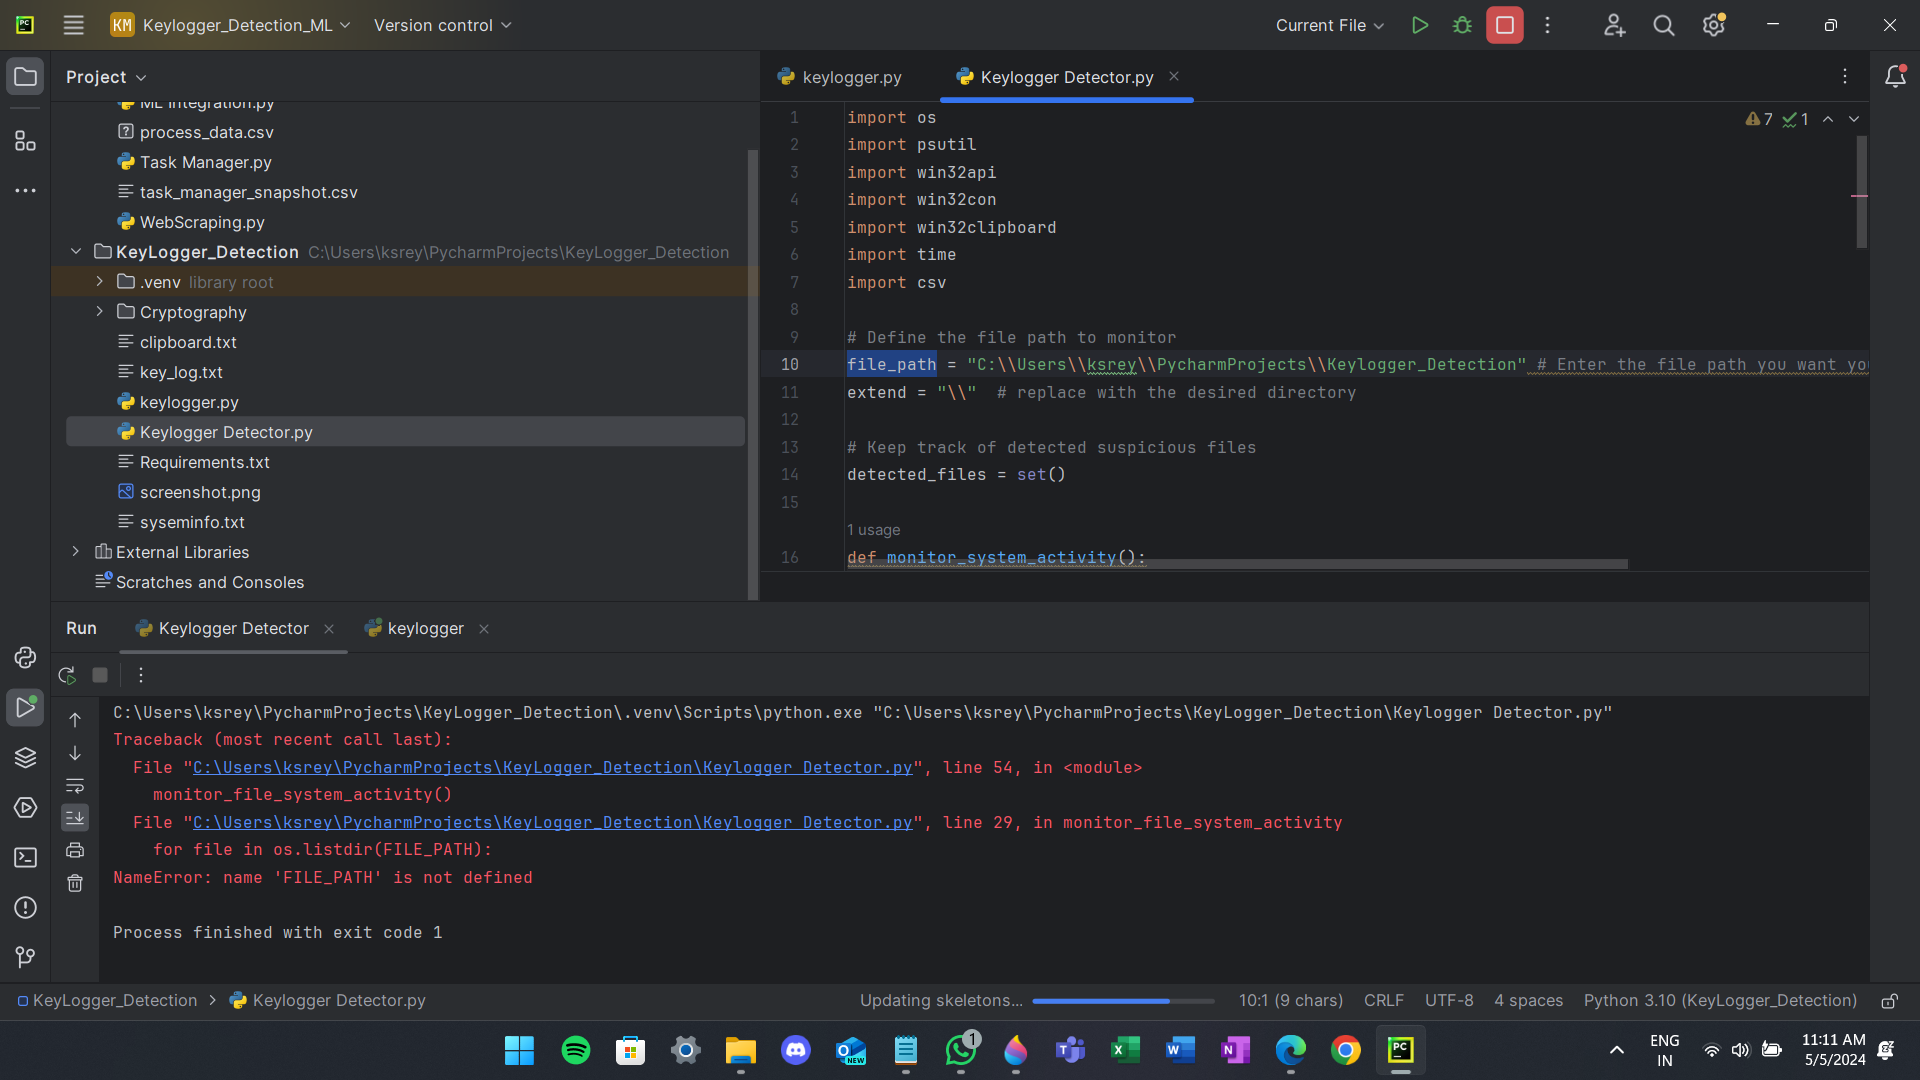 PC
KM Keylogger_Detection_ML
Version control
Current File
Project
ML Integration.py
process_data.csv
Task Manager.py
task_manager_snapshot.csv
WebScraping.py
KeyLogger_Detection C:\Users\ksrey\PycharmProjects\KeyLogger_Detection
.venv library root
Cryptography
clipboard.txt
key_log.txt
keylogger.py
Keylogger Detector.py
Requirements.txt
screenshot.png
syseminfo.txt
External Libraries
Scratches and Consoles
keylogger.py
Keylogger Detector.py
7 1
1 import os
2 import psutil
3 import win32api
4 import win32con
5 import win32clipboard
6 import time
7 import csv
8
9 # Define the file path to monitor
10 file_path = "C:\\Users\\ksrey\\PycharmProjects\\Keylogger_Detection" # Enter the file path you want yo
11 extend = "\\" # replace with the desired directory
12
13 # Keep track of detected suspicious files
14 detected_files = set()
15
1 usage
16 def monitor_system_activity():
Run
Keylogger Detector
keylogger
C:\Users\ksrey\PycharmProjects\KeyLogger_Detection\.venv\Scripts\python.exe "C:\Users\ksrey\PycharmProjects\KeyLogger_Detection\Keylogger Detector.py"
Traceback (most recent call last):
File "C:\Users\ksrey\PycharmProjects\KeyLogger_Detection\Keylogger Detector.py", line 54, in <module>
monitor_file_system_activity()
File "C:\Users\ksrey\PycharmProjects\KeyLogger_Detection\Keylogger Detector.py", line 29, in monitor_file_system_activity
for file in os.listdir(FILE_PATH):
NameError: name 'FILE_PATH' is not defined
Process finished with exit code 1
KeyLogger_Detection > Keylogger Detector.py
Updating skeletons...
10:1 (9 chars)
CRLF
UTF-8
4 spaces
Python 3.10 (KeyLogger_Detection)
NEW
1
PC
ENG
IN
11:11 AM
5/5/2024